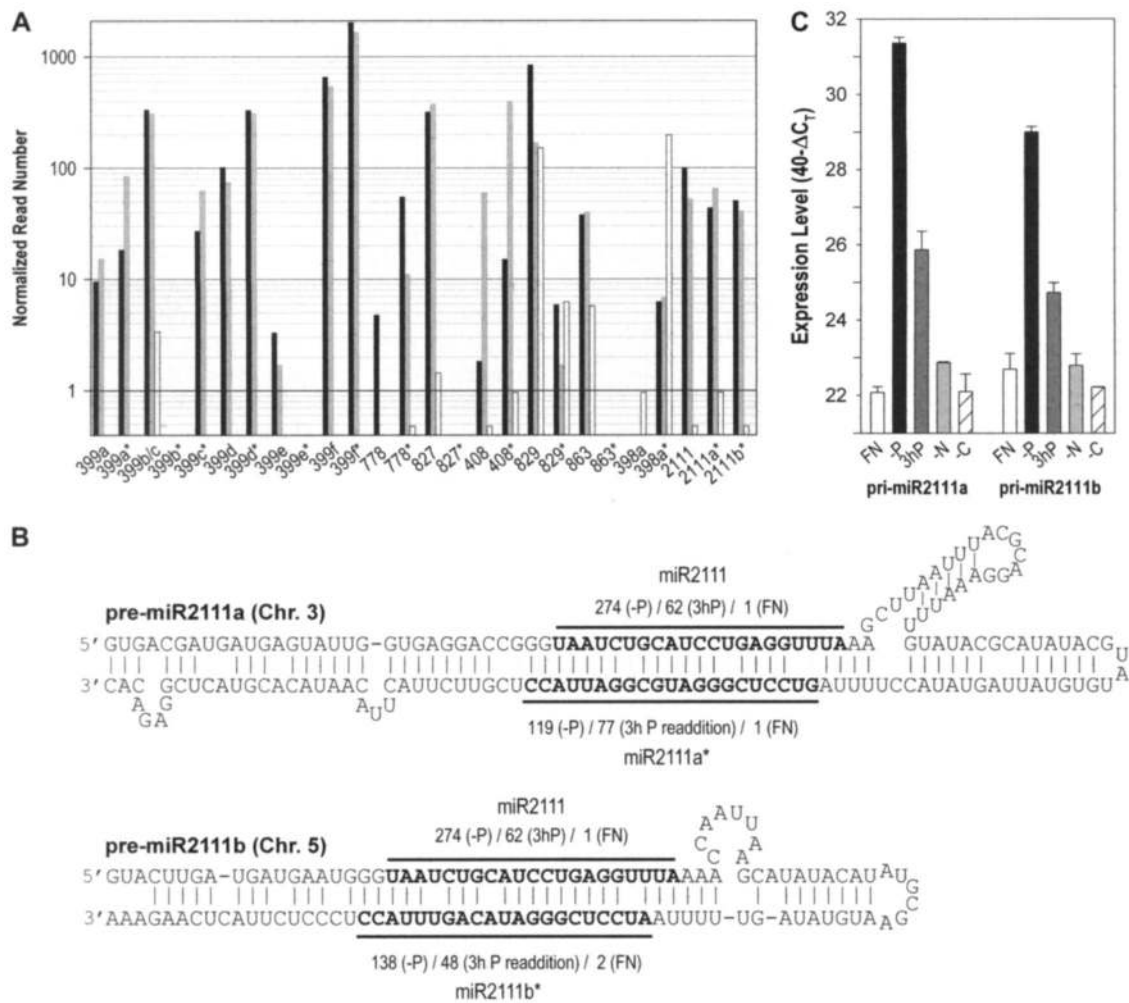 A
Normalized Read Number
1000
100
10
1
399a
399a*
399b/c
399b*
399c*
399d
399d*
399e
399e*
399f
399f*
778
778*
827
827*
408
408*
829
829*
863
863*
398a
398a*
2111
2111a*
2111b*
C
Expression Level (40-ΔCT)
32
30
28
26
24
22
FN
-P
3hP
-N
-C
FN
-P
3hP
-N
-C
pri-miR2111a
pri-miR2111b
B
pre-miR2111a (Chr. 3)
miR2111
274 (-P) / 62 (3hP) / 1 (FN)
5' GUGACGAUGAUGAGUAUUG-GUGAGGACCGGGUAAUCUGCAUCCUGAGGUUUAAA
GCUUAAUUUACGCAGGAAAUUU
GUAUACGCAUAUACGUA
3' CACGAGAGCUCAUGCACAUAACUUACAUUCUUGCUCCAUUAGGCGUAGGGCUCCUGAUUUUCCAUAUGAUUAUGUGU
119 (-P) / 77 (3h P readdition) / 1 (FN)
miR2111a*
pre-miR2111b (Chr. 5)
miR2111
274 (-P) / 62 (3hP) / 1 (FN)
5' GUACUUGA-UGAUGAAUGGGUAAUCUGCAUCCUGAGGUUUAAAA
CCAAUUAA
GCAUAUACAUAUGCGA
3' AAAGAACUCAUUCUCCCUCCAUUUGACAUAGGGCUCCUAAUUUU-UG-AUAUGUA
138 (-P) / 48 (3h P readdition) / 2 (FN)
miR2111b*